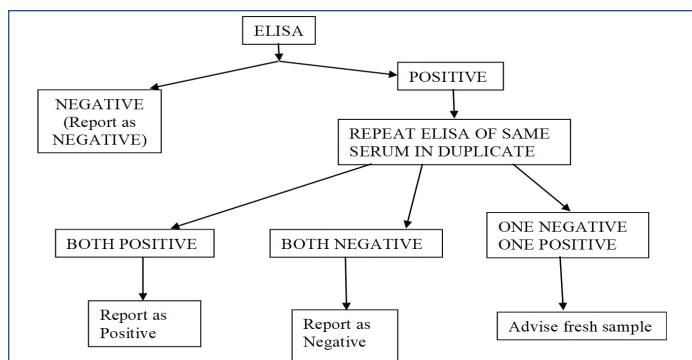 ELISA
NEGATIVE
(Report as
NEGATIVE)
POSITIVE
REPEAT ELISA OF SAME
SERUM IN DUPLICATE
BOTH POSITIVE
BOTH NEGATIVE
ONE NEGATIVE
ONE POSITIVE
Report as
Positive
Report as
Negative
Advise fresh sample